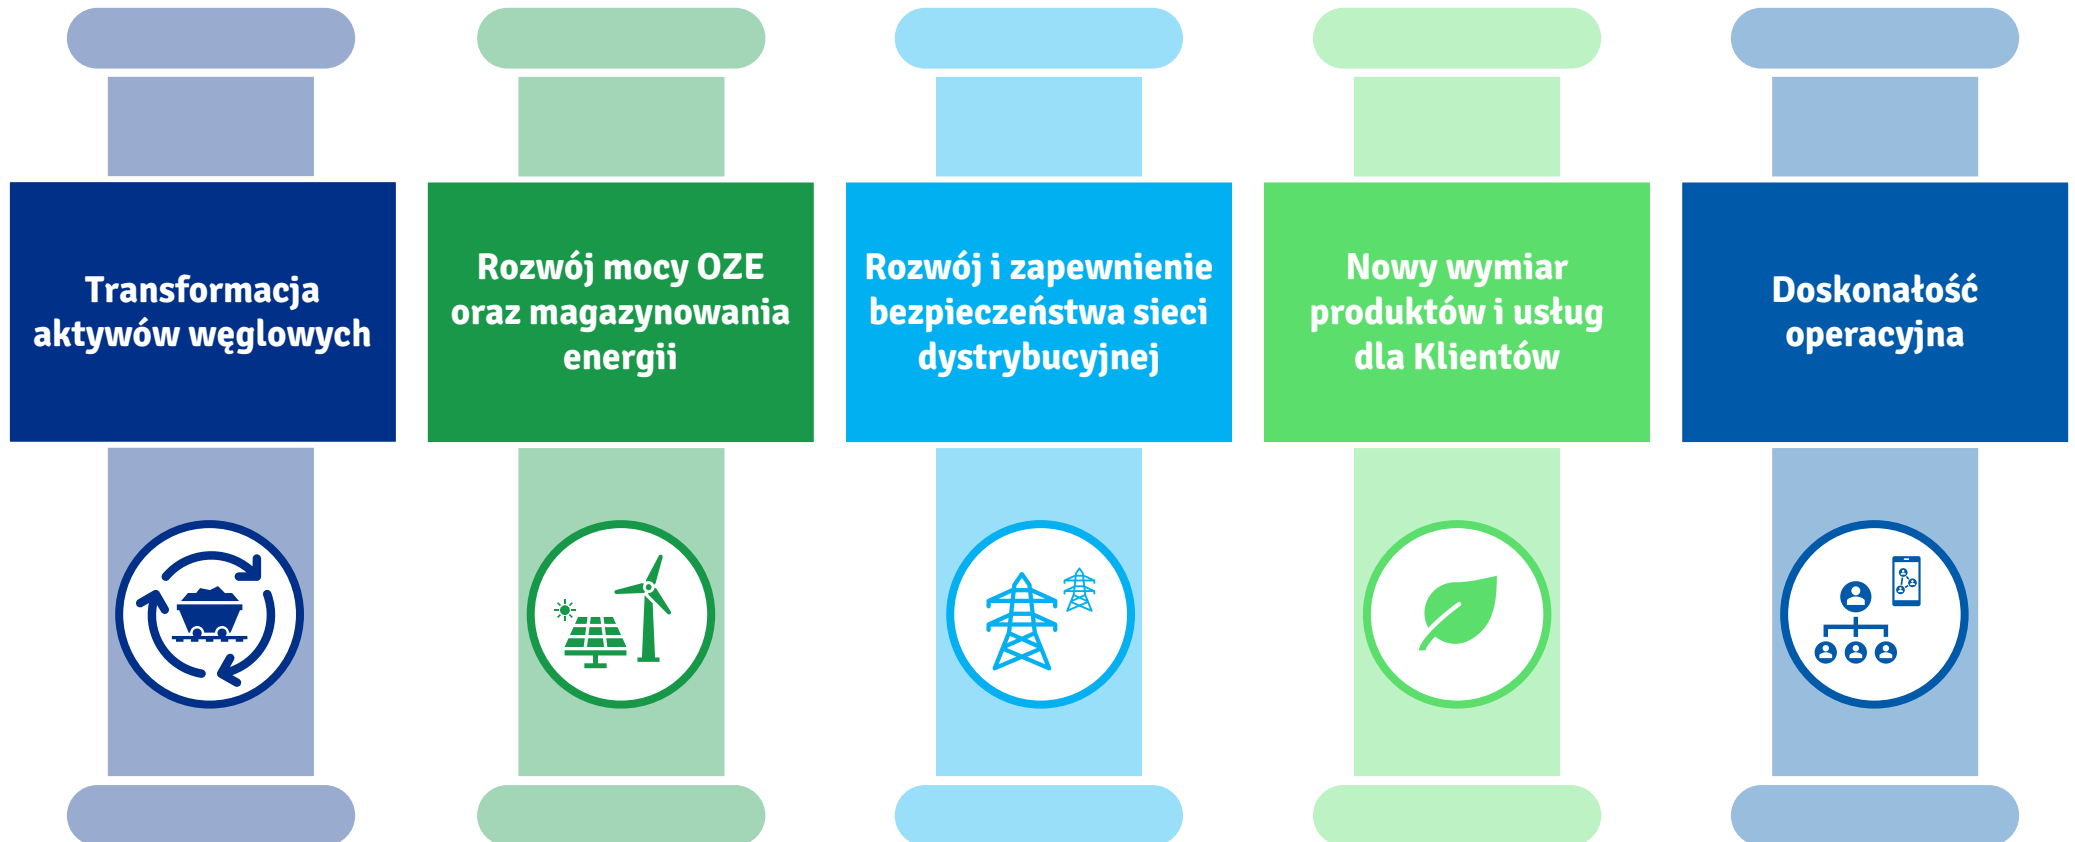 Transformacja
aktywów węglowych
Rozwój mocy OZE
oraz magazynowania
energii
Rozwój i zapewnienie
bezpieczeństwa sieci
dystrybucyjnej
Nowy wymiar
produktów i usług
dla Klientów
Doskonałość
operacyjna